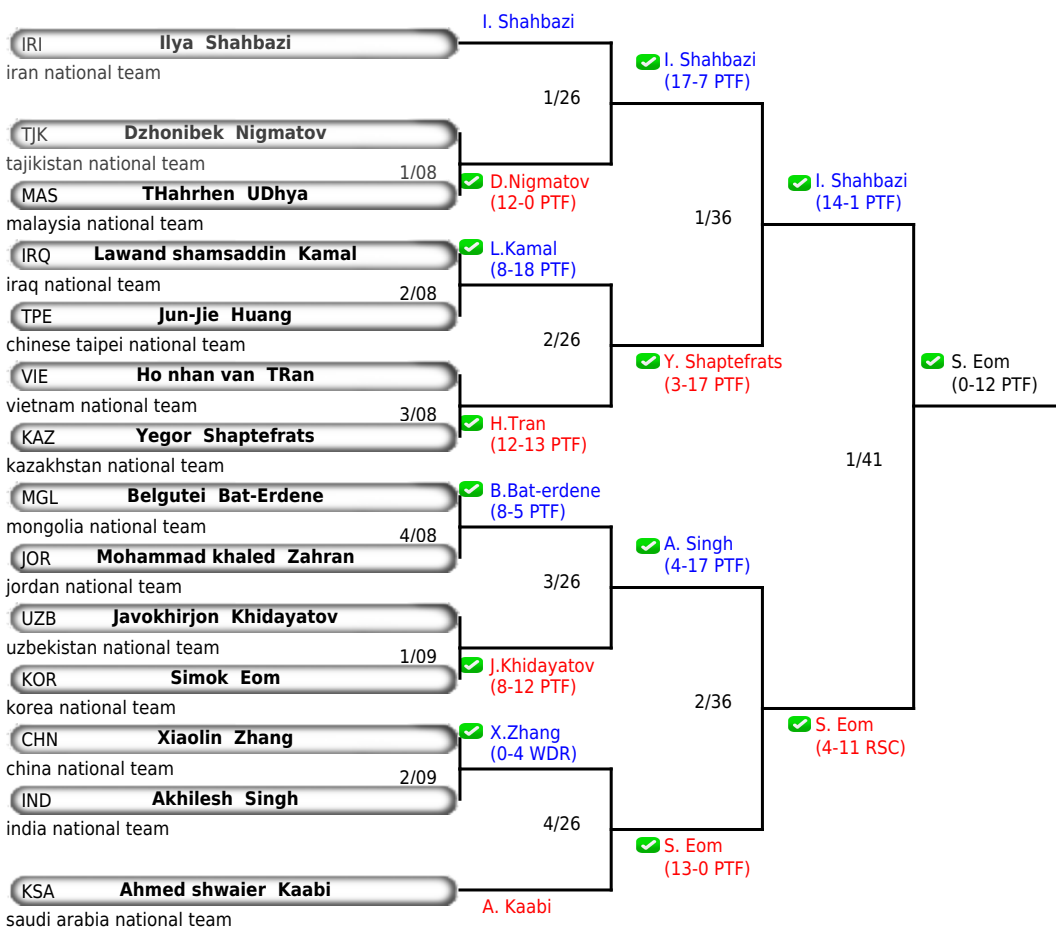 I. Shahbazi
IRI Ilya Shahbazi
iran national team
I. Shahbazi
(17-7 PTF)
1/26
TJK Dzhonibek Nigmatov
tajikistan national team
1/08
MAS THahrhen UDhya
malaysia national team
D.Nigmatov
(12-0 PTF)
I. Shahbazi
(14-1 PTF)
1/36
IRQ Lawand shamsaddin Kamal
iraq national team
L.Kamal
(8-18 PTF)
2/08
TPE Jun-Jie Huang
chinese taipei national team
2/26
VIE Ho nhan van TRan
vietnam national team
Y. Shaptefrats
(3-17 PTF)
S. Eom
(0-12 PTF)
3/08
KAZ Yegor Shaptefrats
kazakhstan national team
H.Tran
(12-13 PTF)
1/41
MGL Belgutei Bat-Erdene
mongolia national team
B.Bat-erdene
(8-5 PTF)
4/08
JOR Mohammad khaled Zahran
jordan national team
A. Singh
(4-17 PTF)
3/26
UZB Javokhirjon Khidayatov
uzbekistan national team
1/09
KOR Simok Eom
korea national team
J.Khidayatov
(8-12 PTF)
2/36
CHN Xiaolin Zhang
china national team
X.Zhang
(0-4 WDR)
S. Eom
(4-11 RSC)
2/09
IND Akhilesh Singh
india national team
4/26
S. Eom
(13-0 PTF)
KSA Ahmed shwaier Kaabi
saudi arabia national team
A. Kaabi